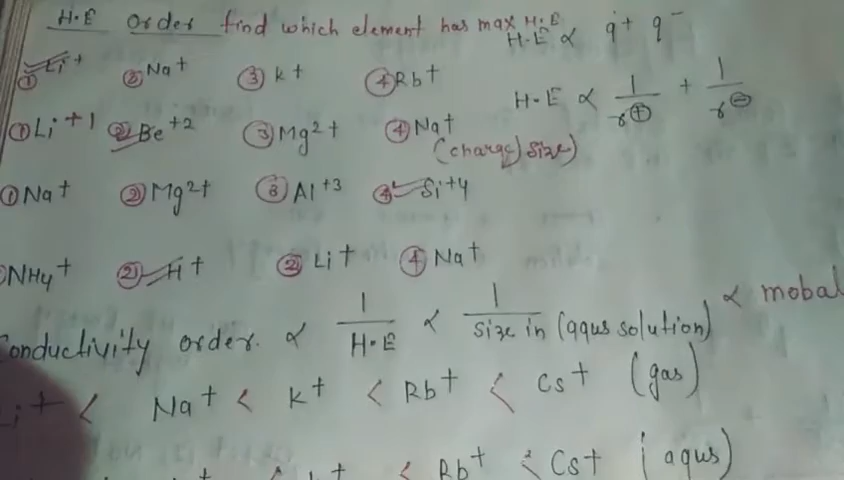 H.E Order find which element has max H.E
H.E ∝ q+ q-
① Li+ ② Na+ ③ K+ ④ Rb+
H.E ∝ 1/r⊕ + 1/r⊖
① Li+1 ② Be+2 ③ Mg2+ ④ Na+
(charge) size)
① Na+ ② Mg2+ ③ Al+3 ④ Si+4
NH4+ ② H+ ② Li+ ④ Na+
Conductivity order. ∝ 1/H.E ∝ 1/size in (aqus solution) ∝ mobal
Li+ < Na+ < K+ < Rb+ < Cs+ (gas)
< Rb+ < Cs+ (aqus)